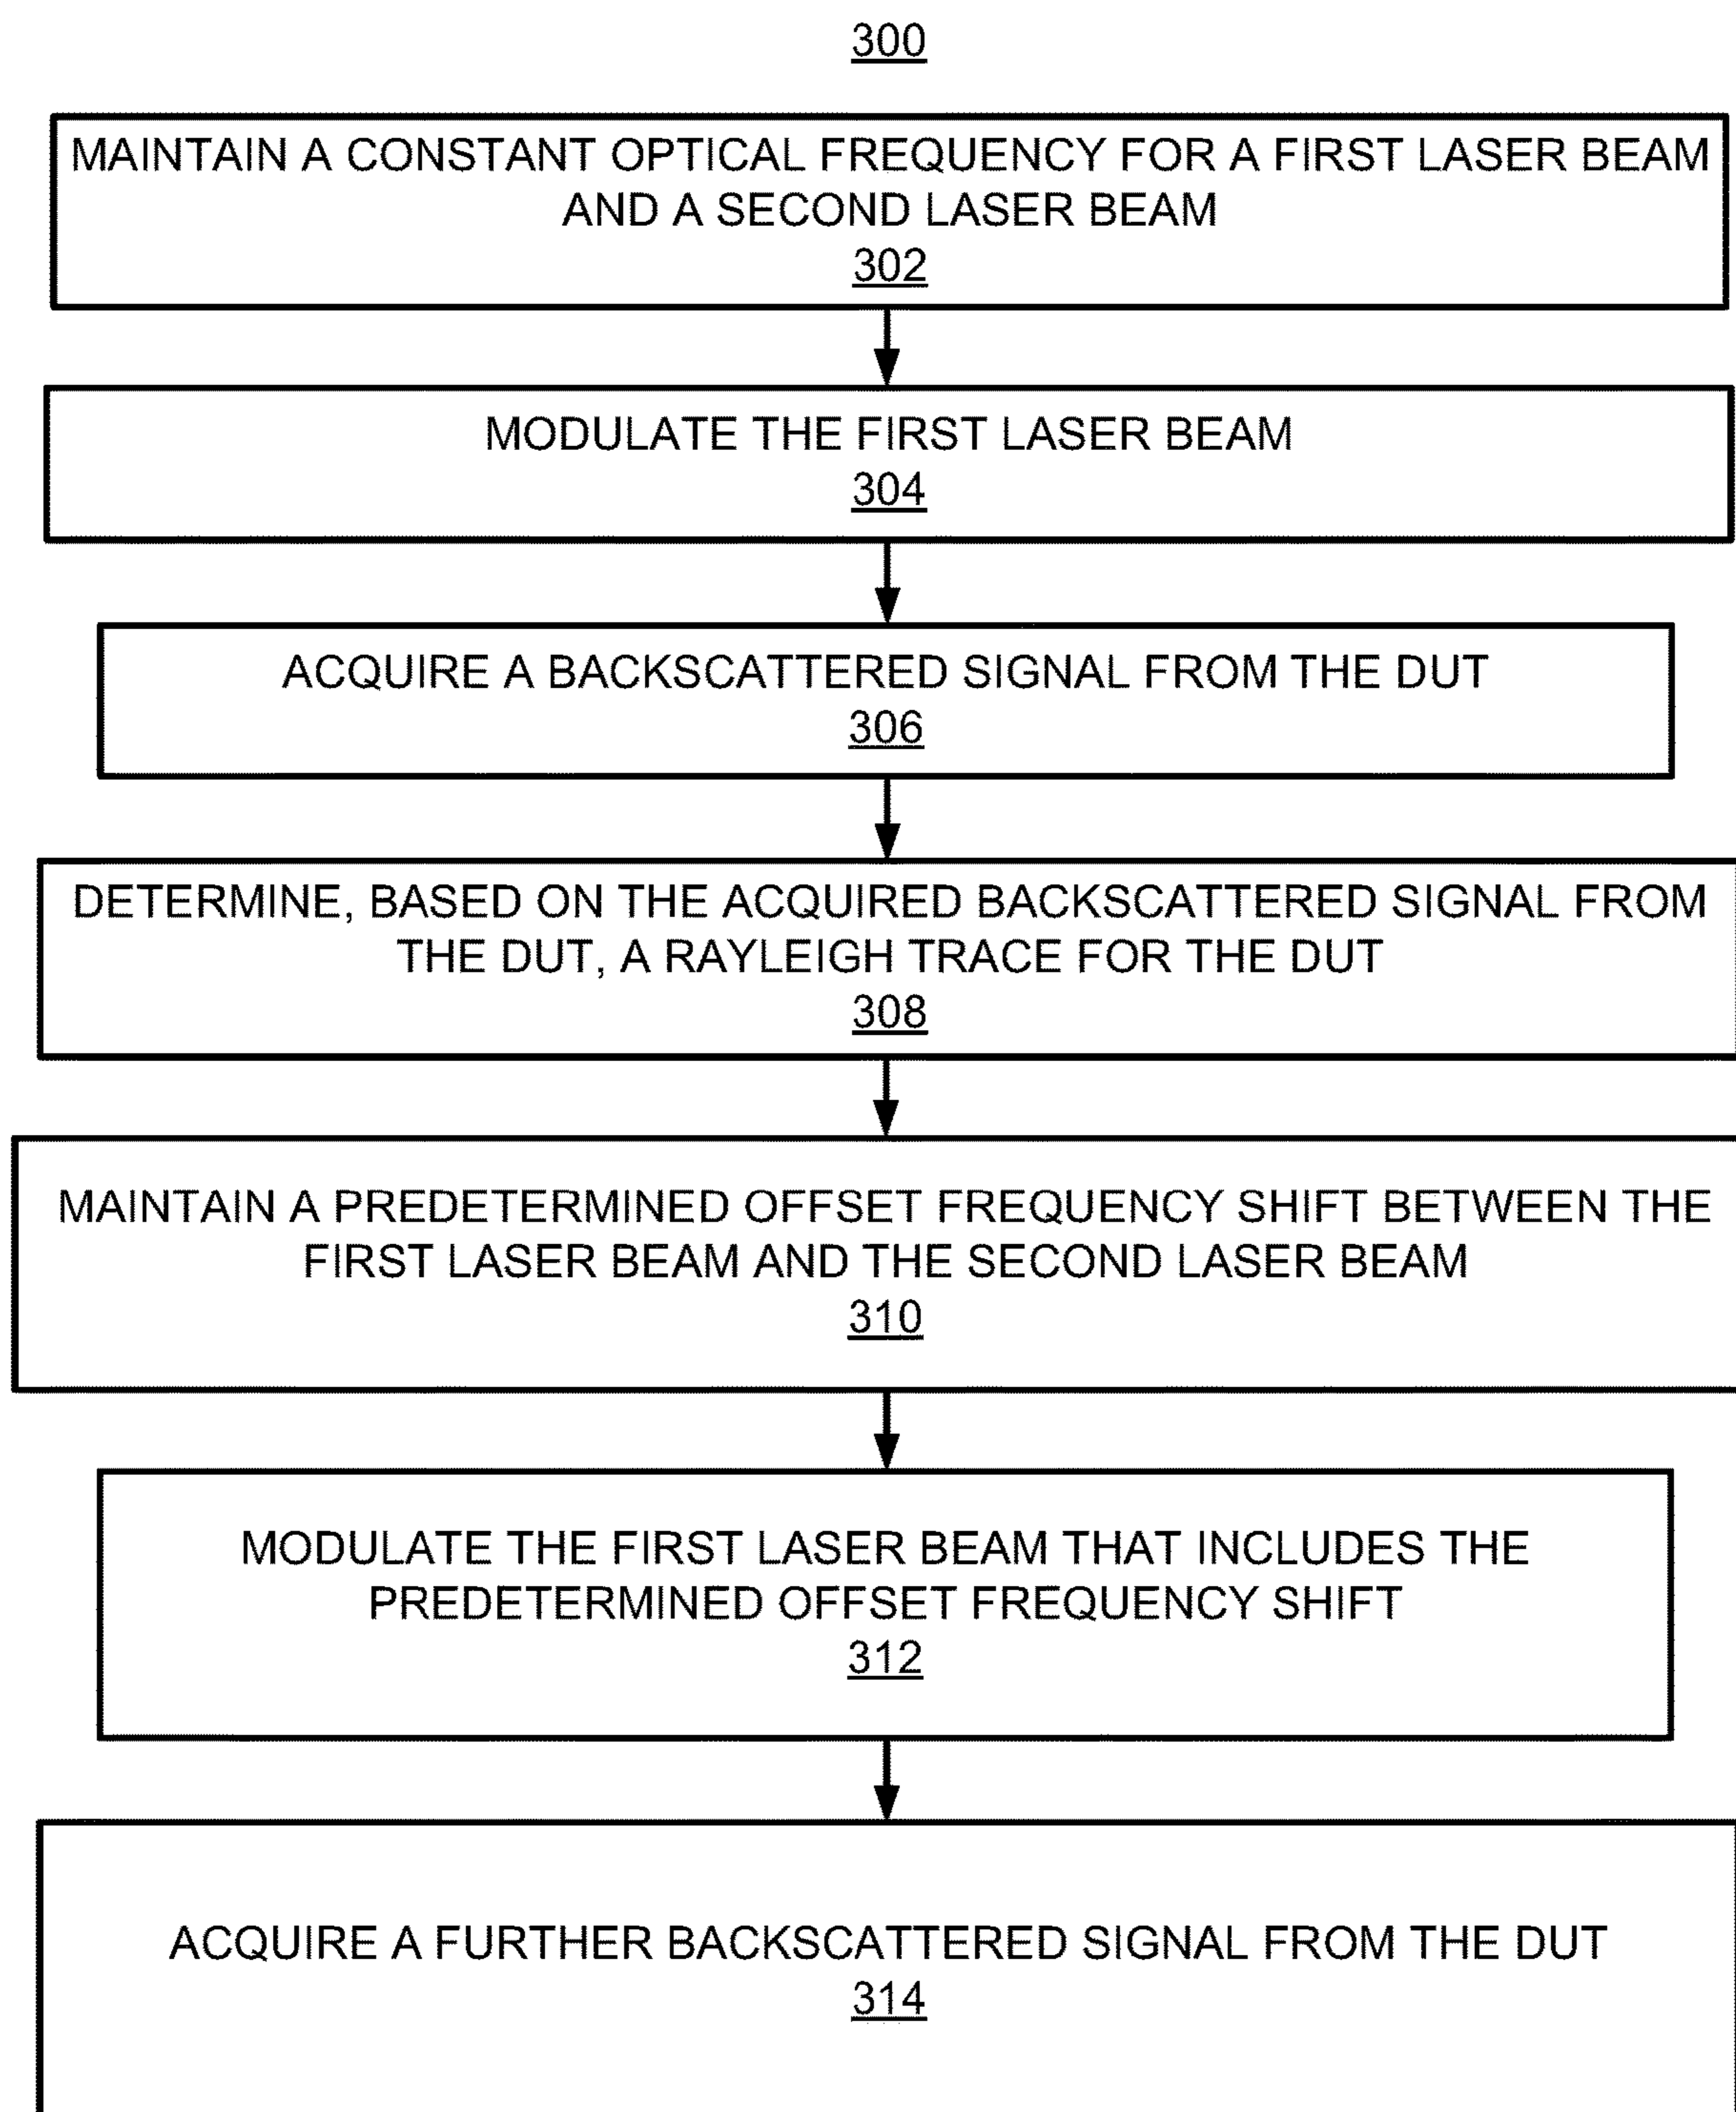 300
MAINTAIN A CONSTANT OPTICAL FREQUENCY FOR A FIRST LASER BEAM
AND A SECOND LASER BEAM
302
MODULATE THE FIRST LASER BEAM
304
ACQUIRE A BACKSCATTERED SIGNAL FROM THE DUT
306
DETERMINE, BASED ON THE ACQUIRED BACKSCATTERED SIGNAL FROM
THE DUT, A RAYLEIGH TRACE FOR THE DUT
308
MAINTAIN A PREDETERMINED OFFSET FREQUENCY SHIFT BETWEEN THE
FIRST LASER BEAM AND THE SECOND LASER BEAM
310
MODULATE THE FIRST LASER BEAM THAT INCLUDES THE
PREDETERMINED OFFSET FREQUENCY SHIFT
312
ACQUIRE A FURTHER BACKSCATTERED SIGNAL FROM THE DUT
314